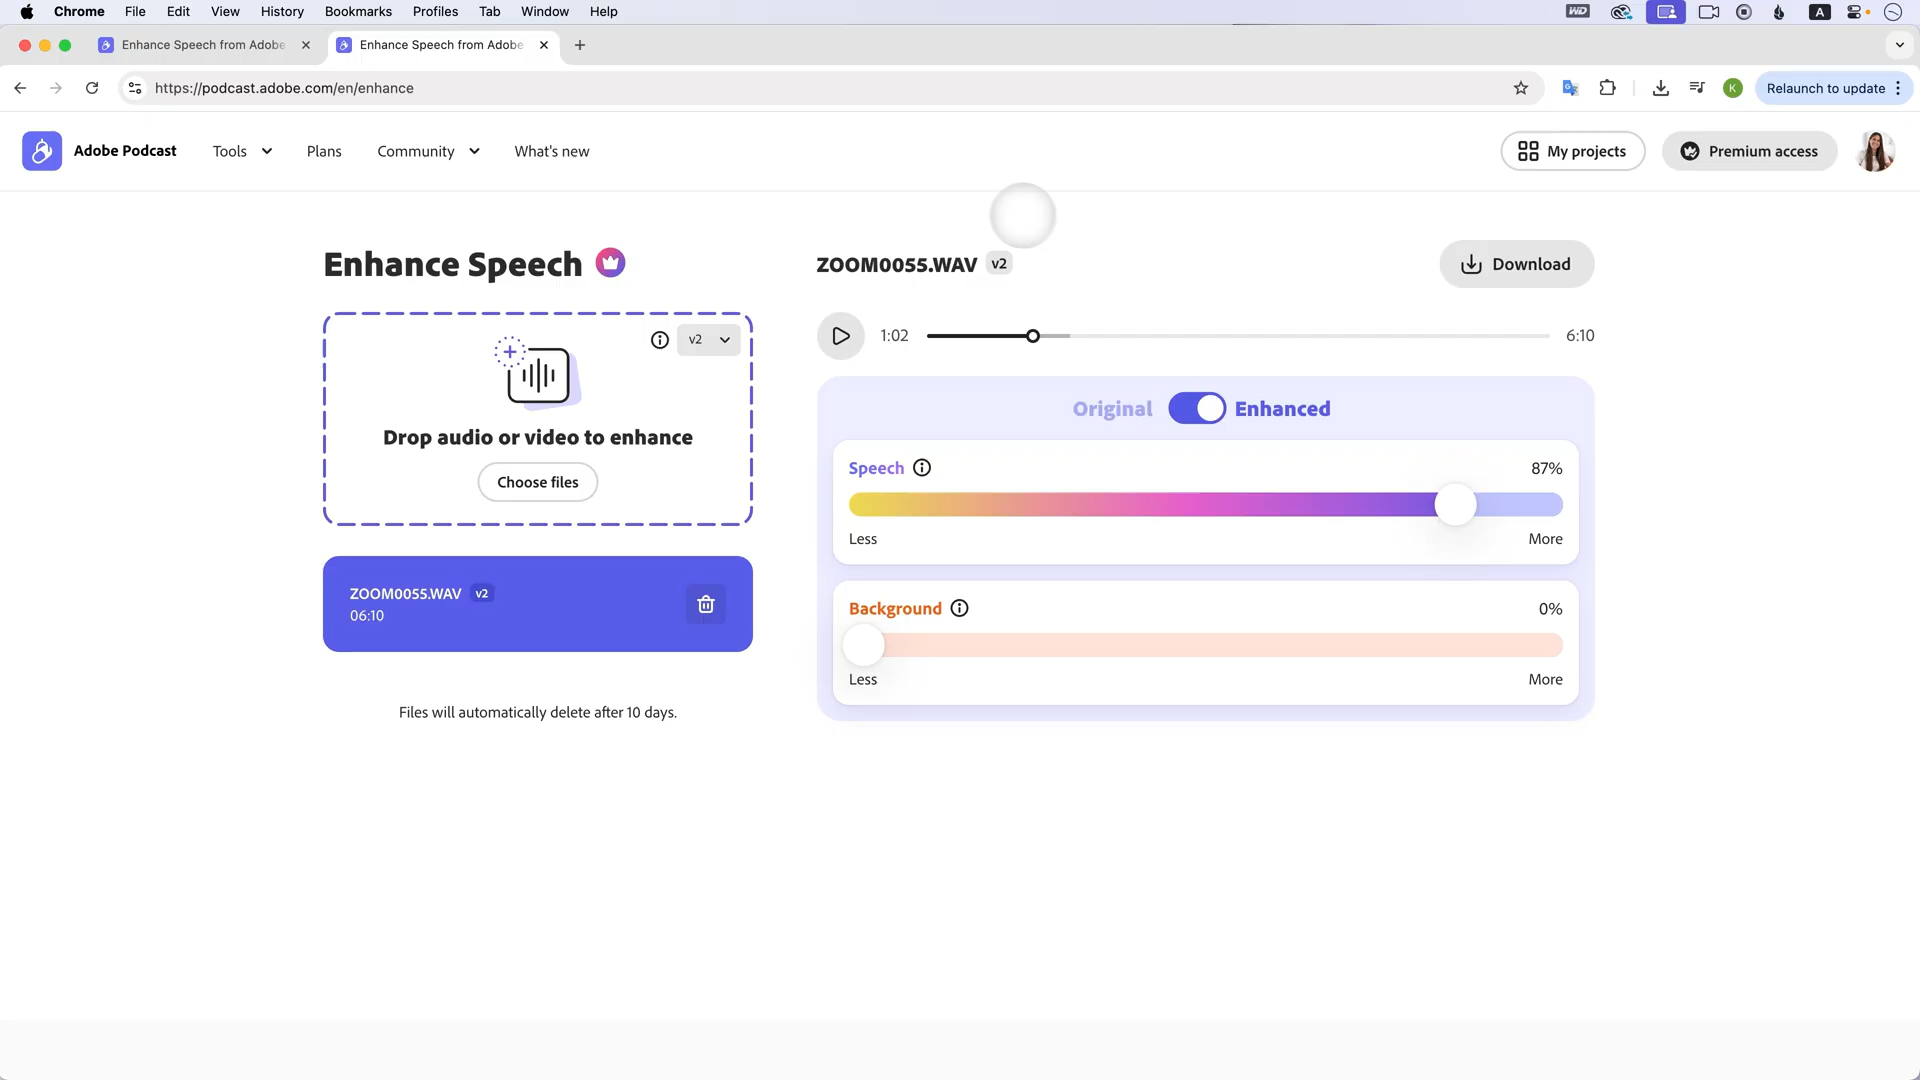 Chrome File Edit View History Bookmarks Profiles Tab Window Help WD A
Enhance Speech from Adobe Enhance Speech from Adobe
https://podcast.adobe.com/en/enhance K Relaunch to update
Adobe Podcast Tools Plans Community What's new My projects Premium access
Enhance Speech
v2
Drop audio or video to enhance
Choose files
ZOOM0055.WAV v2
06:10
Files will automatically delete after 10 days.
ZOOM0055.WAV v2 Download
1:02 6:10
Original Enhanced
Speech 87%
Less More
Background 0%
Less More